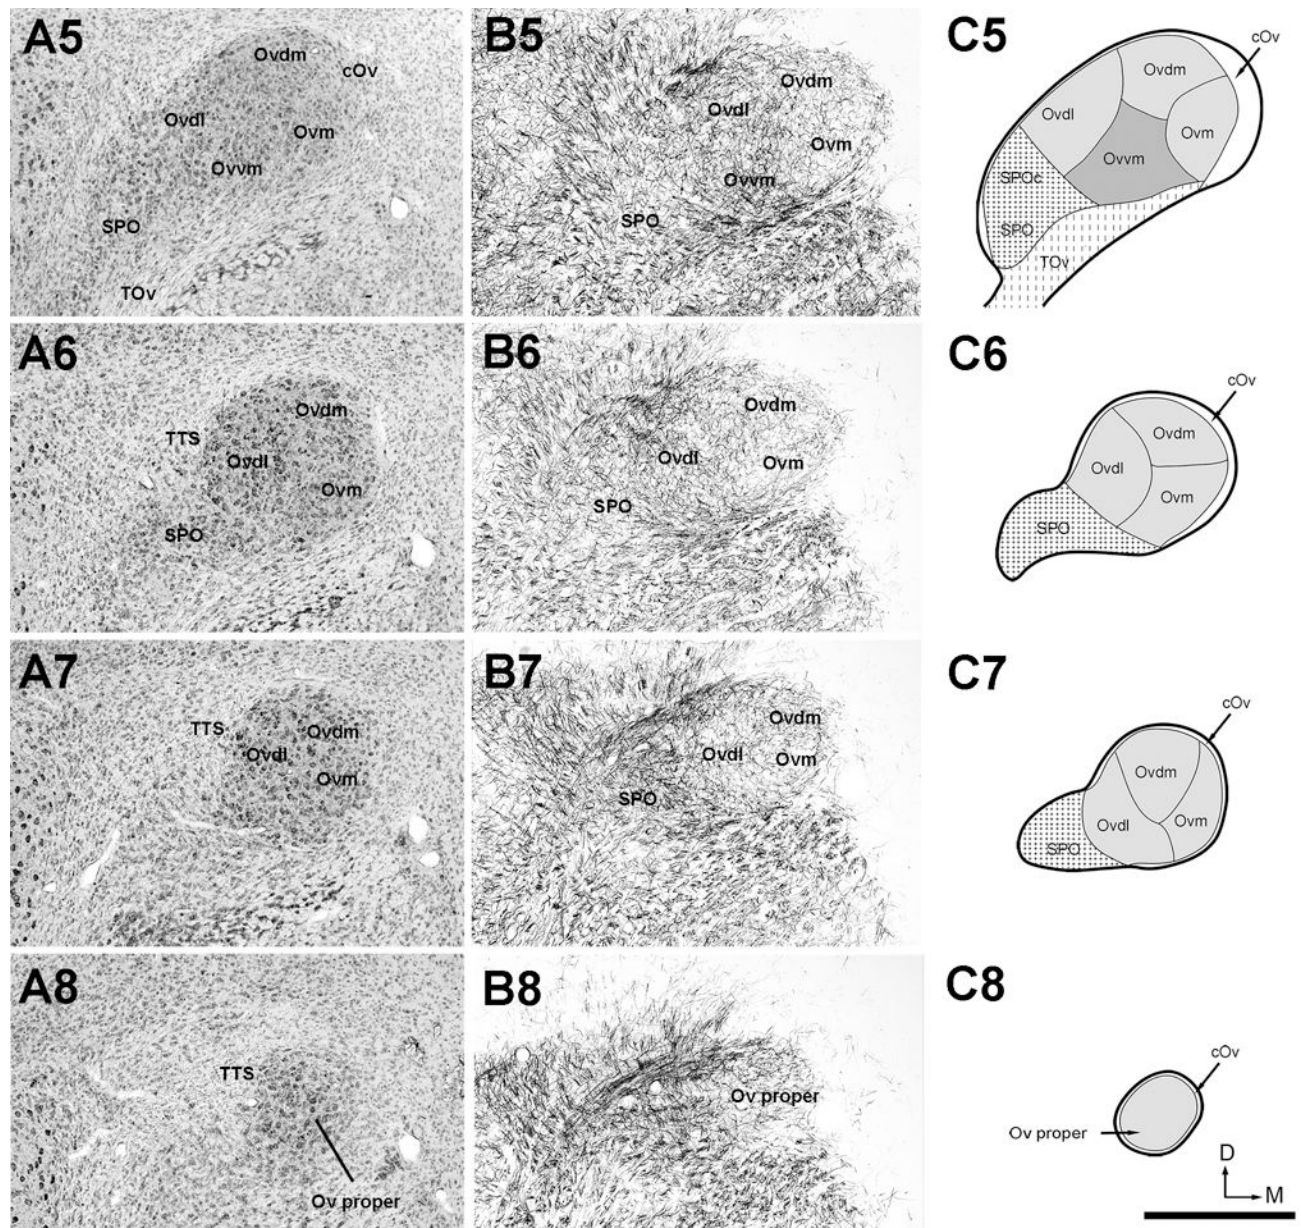 A5
Ovdm
cOv
Ovdl
Ovm
Ovvm
SPO
TOv
B5
Ovdm
Ovdl
Ovm
Ovvm
SPO
C5
cOv
Ovdm
Ovdl
Ovm
Ovvm
SPOc
SPO
TOv
A6
Ovdm
TTS
Ovdl
Ovm
SPO
B6
Ovdm
Ovdl
Ovm
SPO
C6
cOv
Ovdm
Ovdl
Ovm
SPO
A7
TTS
Ovdm
Ovdl
Ovm
B7
Ovdm
Ovdl
Ovm
SPO
C7
cOv
Ovdm
Ovdl
Ovm
SPO
A8
TTS
Ov proper
B8
Ov proper
C8
cOv
Ov proper
D
M